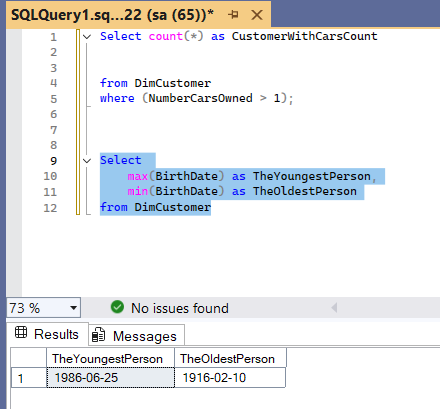 SQLQuery1.sq...22 (sa (65))*
1 Select count(*) as CustomerWithCarsCount
2
3
4 from DimCustomer
5 where (NumberCarsOwned > 1);
6
7
8
9 Select
10 max(BirthDate) as TheYoungestPerson,
11 min(BirthDate) as TheOldestPerson
12 from DimCustomer
73 % No issues found
Results Messages
TheYoungestPerson TheOldestPerson
1 1986-06-25 1916-02-10